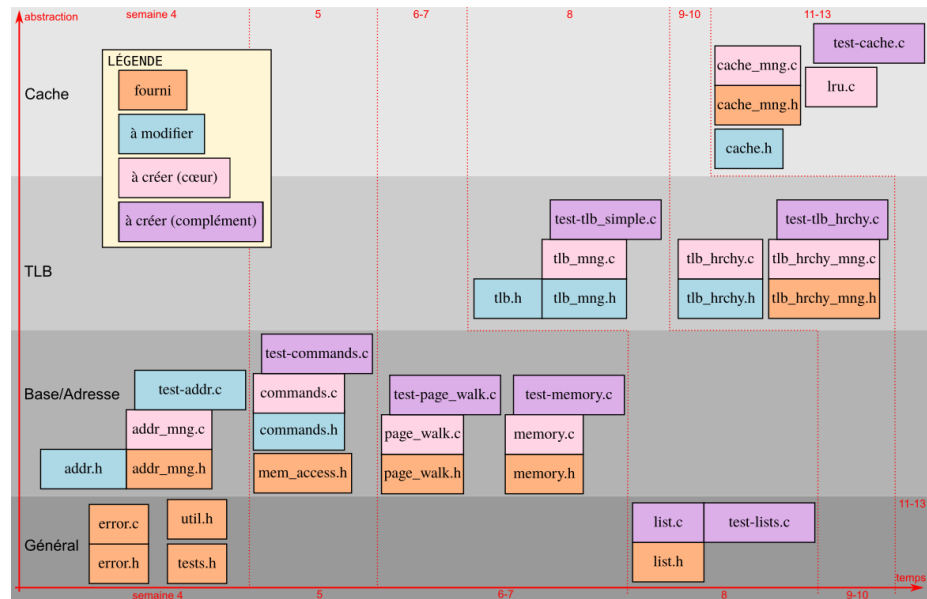 abstraction
semaine 4
5
6-7
8
9-10
11-13
LÉGENDE
fourni
à modifier
à créer (cœur)
à créer (complément)
Cache
test-cache.c
cache_mng.c
lru.c
cache_mng.h
cache.h
TLB
test-tlb_simple.c
test-tlb_hrchy.c
tlb_mng.c
tlb_hrchy.c
tlb_hrchy_mng.c
tlb.h
tlb_mng.h
tlb_hrchy.h
tlb_hrchy_mng.h
Base/Adresse
test-commands.c
test-addr.c
commands.c
test-page_walk.c
test-memory.c
addr_mng.c
commands.h
page_walk.c
memory.c
addr.h
addr_mng.h
mem_access.h
page_walk.h
memory.h
11-13
Général
error.c
util.h
list.c
test-lists.c
error.h
tests.h
list.h
temps
semaine 4
5
6-7
8
9-10